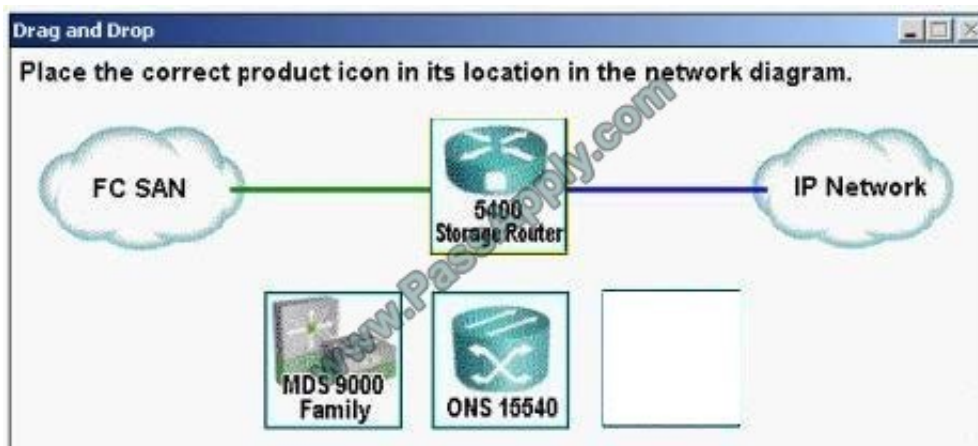 Drag and Drop
Place the correct product icon in its location in the network diagram.
FC SAN
5400
Storage Router
IP Network
MDS 9000
Family
ONS 15540
www.PassApply.com